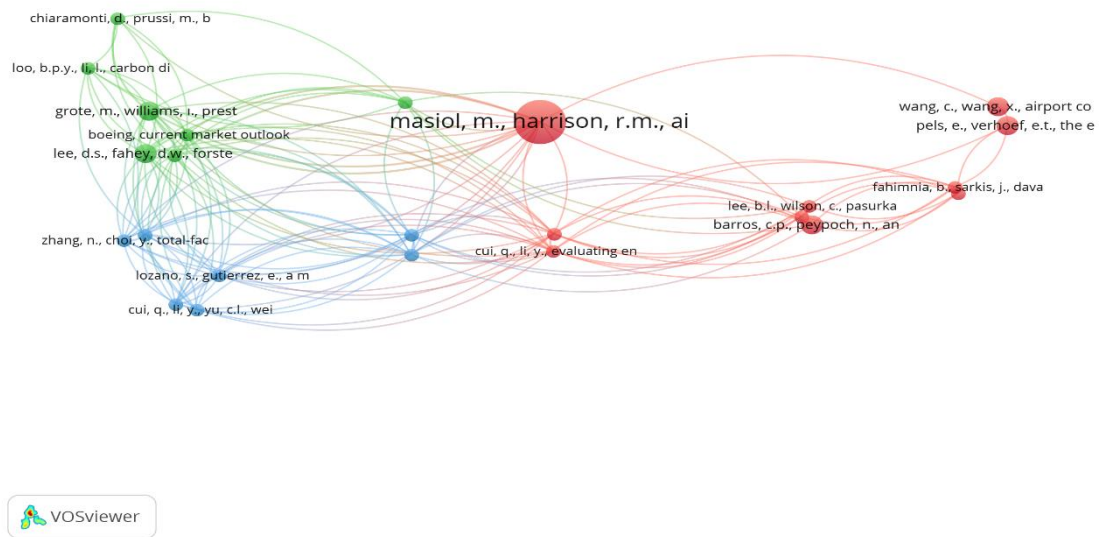 chiaramonti, d., prussi, m., b
loo, b.p.y., li, l., carbon di
grote, m., williams, i., prest
masiol, m., harrison, r.m., ai
wang, c., wang, x., airport co
pels, e., verhoef, e.t., the e
boeing, current market outlook
lee, d.s., fahey, d.w., forste
fahimnia, b., sarkis, j., dava
lee, b.l., wilson, c., pasurka
barros, c.p., peypoch, n., an
zhang, n., choi, y., total-fac
cui, q., li, y., evaluating en
lozano, s., gutierrez, e., a m
cui, q., li, y., yu, c.l., wei
VOSviewer